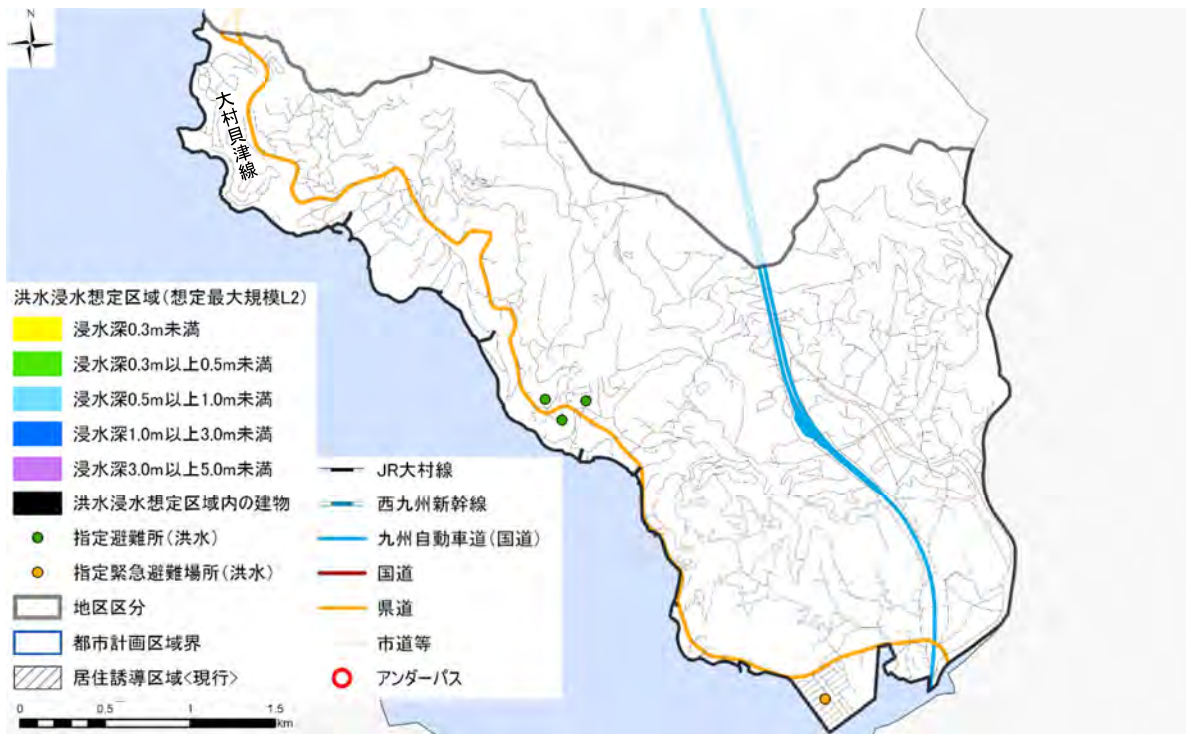 N
大村貝津線
洪水浸水想定区域(想定最大規模L2)
浸水深0.3m未満
浸水深0.3m以上0.5m未満
浸水深0.5m以上1.0m未満
浸水深1.0m以上3.0m未満
浸水深3.0m以上5.0m未満
洪水浸水想定区域内の建物
指定避難所(洪水)
指定緊急避難場所(洪水)
地区区分
都市計画区域界
居住誘導区域<現行>
JR大村線
西九州新幹線
九州自動車道(国道)
国道
県道
市道等
アンダーパス
0 0.5 1 1.5
km